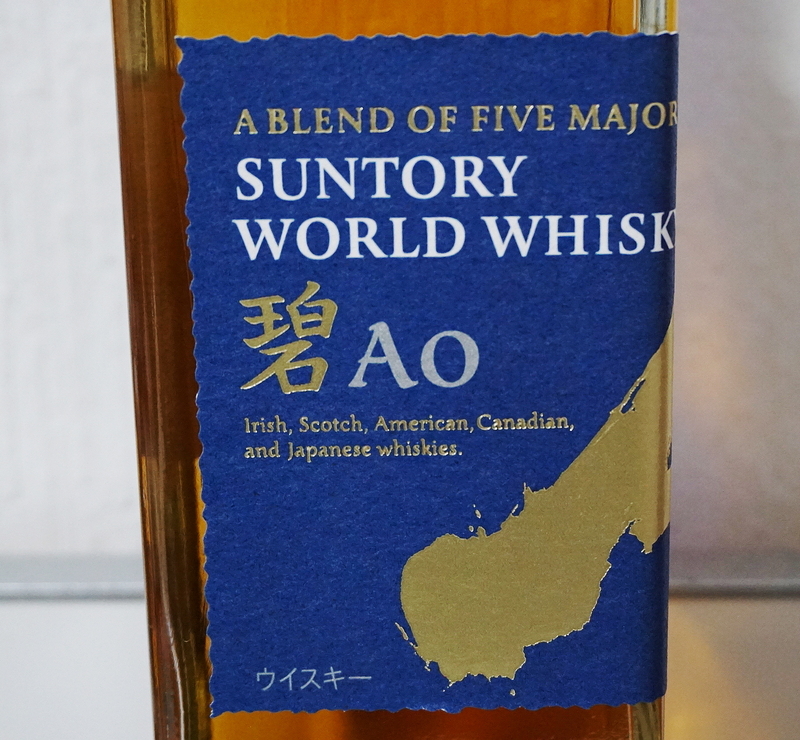 A BLEND OF FIVE MAJOR
SUNTORY
WORLD WHISKY
碧 AO
Irish, Scotch, American, Canadian,
and Japanese whiskies.
ウイスキー